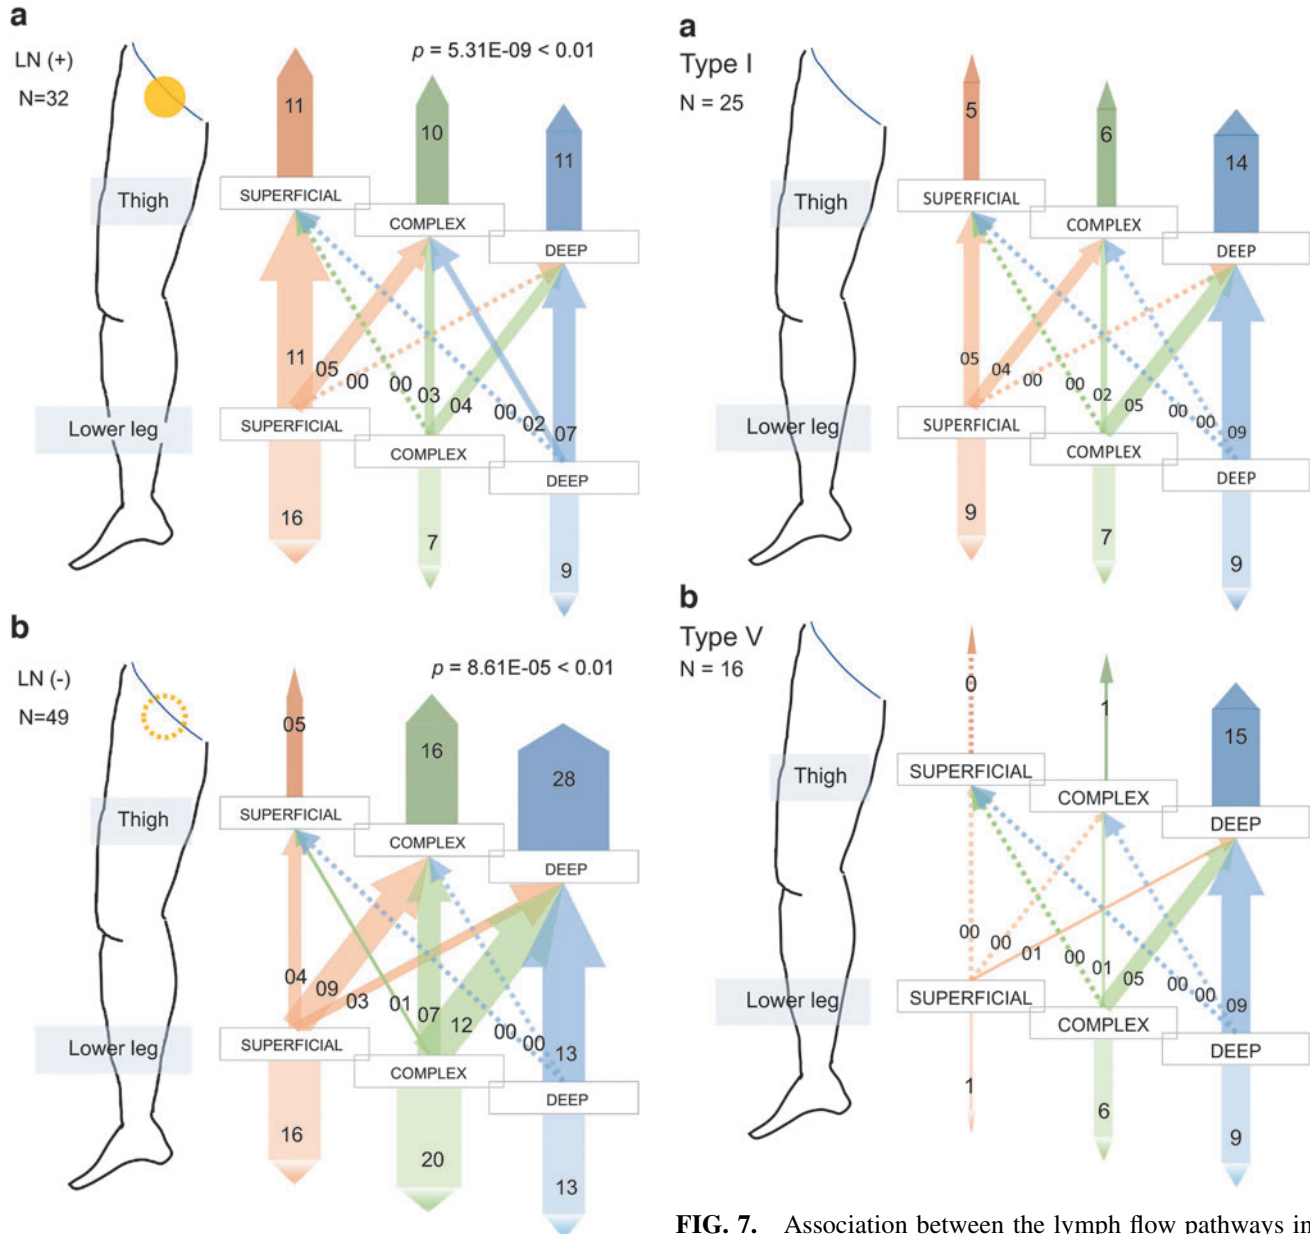 a
LN (+)
N=32
p = 5.31E-09 < 0.01
11
10
11
Thigh
SUPERFICIAL
COMPLEX
DEEP
11
05
00
00
03
04
00
02
07
Lower leg
SUPERFICIAL
COMPLEX
DEEP
16
7
9
b
LN (-)
N=49
p = 8.61E-05 < 0.01
05
16
28
Thigh
SUPERFICIAL
COMPLEX
DEEP
04
09
03
01
07
12
00
00
13
Lower leg
SUPERFICIAL
COMPLEX
DEEP
16
20
13
a
Type I
N = 25
5
6
14
Thigh
SUPERFICIAL
COMPLEX
DEEP
05
04
00
00
02
05
00
00
09
Lower leg
SUPERFICIAL
COMPLEX
DEEP
9
7
9
b
Type V
N = 16
0
1
15
Thigh
SUPERFICIAL
COMPLEX
DEEP
00
00
01
00
01
05
00
00
09
Lower leg
SUPERFICIAL
COMPLEX
DEEP
1
6
9
FIG. 7. Association between the lymph flow pathways in